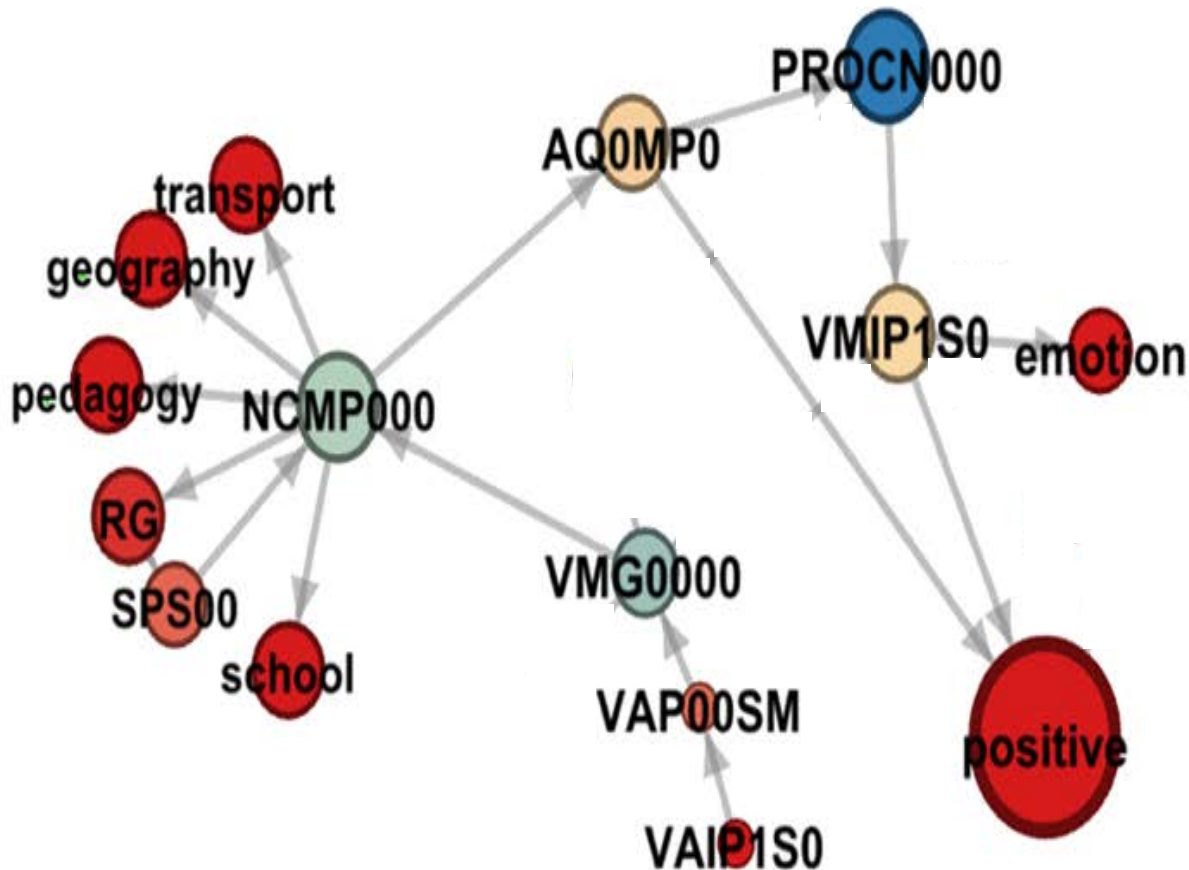 PROCN000
AQ0MP0
transport
geography
VMIP1S0
emotion
pedagogy
NCMP000
RG
VMG0000
SPS00
school
VAP00SM
positive
VAIP1S0